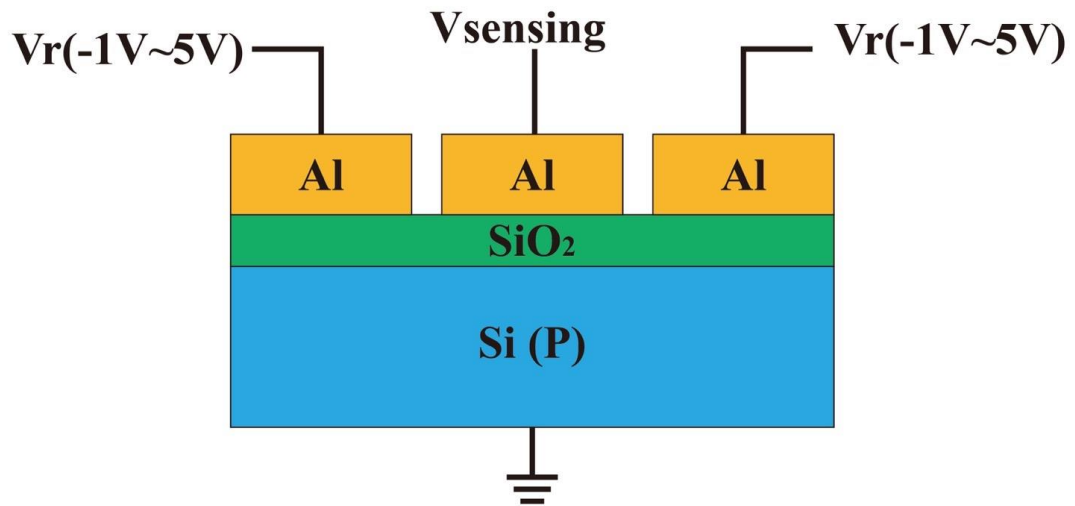 Vr(-1V~5V)
Vsensing
Vr(-1V~5V)
Al
Al
Al
SiO₂
Si (P)